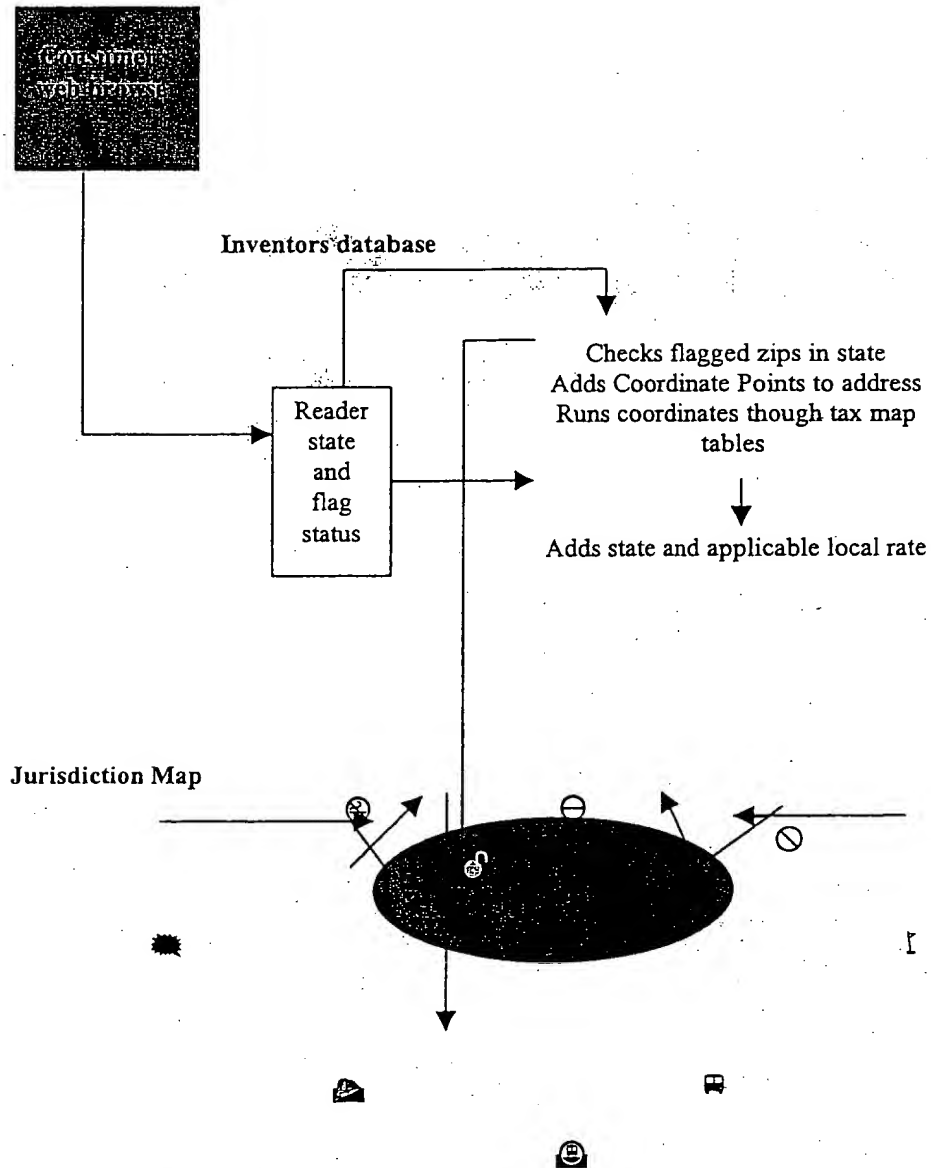 Consumer
web browse
Inventors database
Checks flagged zips in state
Adds Coordinate Points to address
Runs coordinates though tax map
tables
Reader
state
and
flag
status
Adds state and applicable local rate
Jurisdiction Map